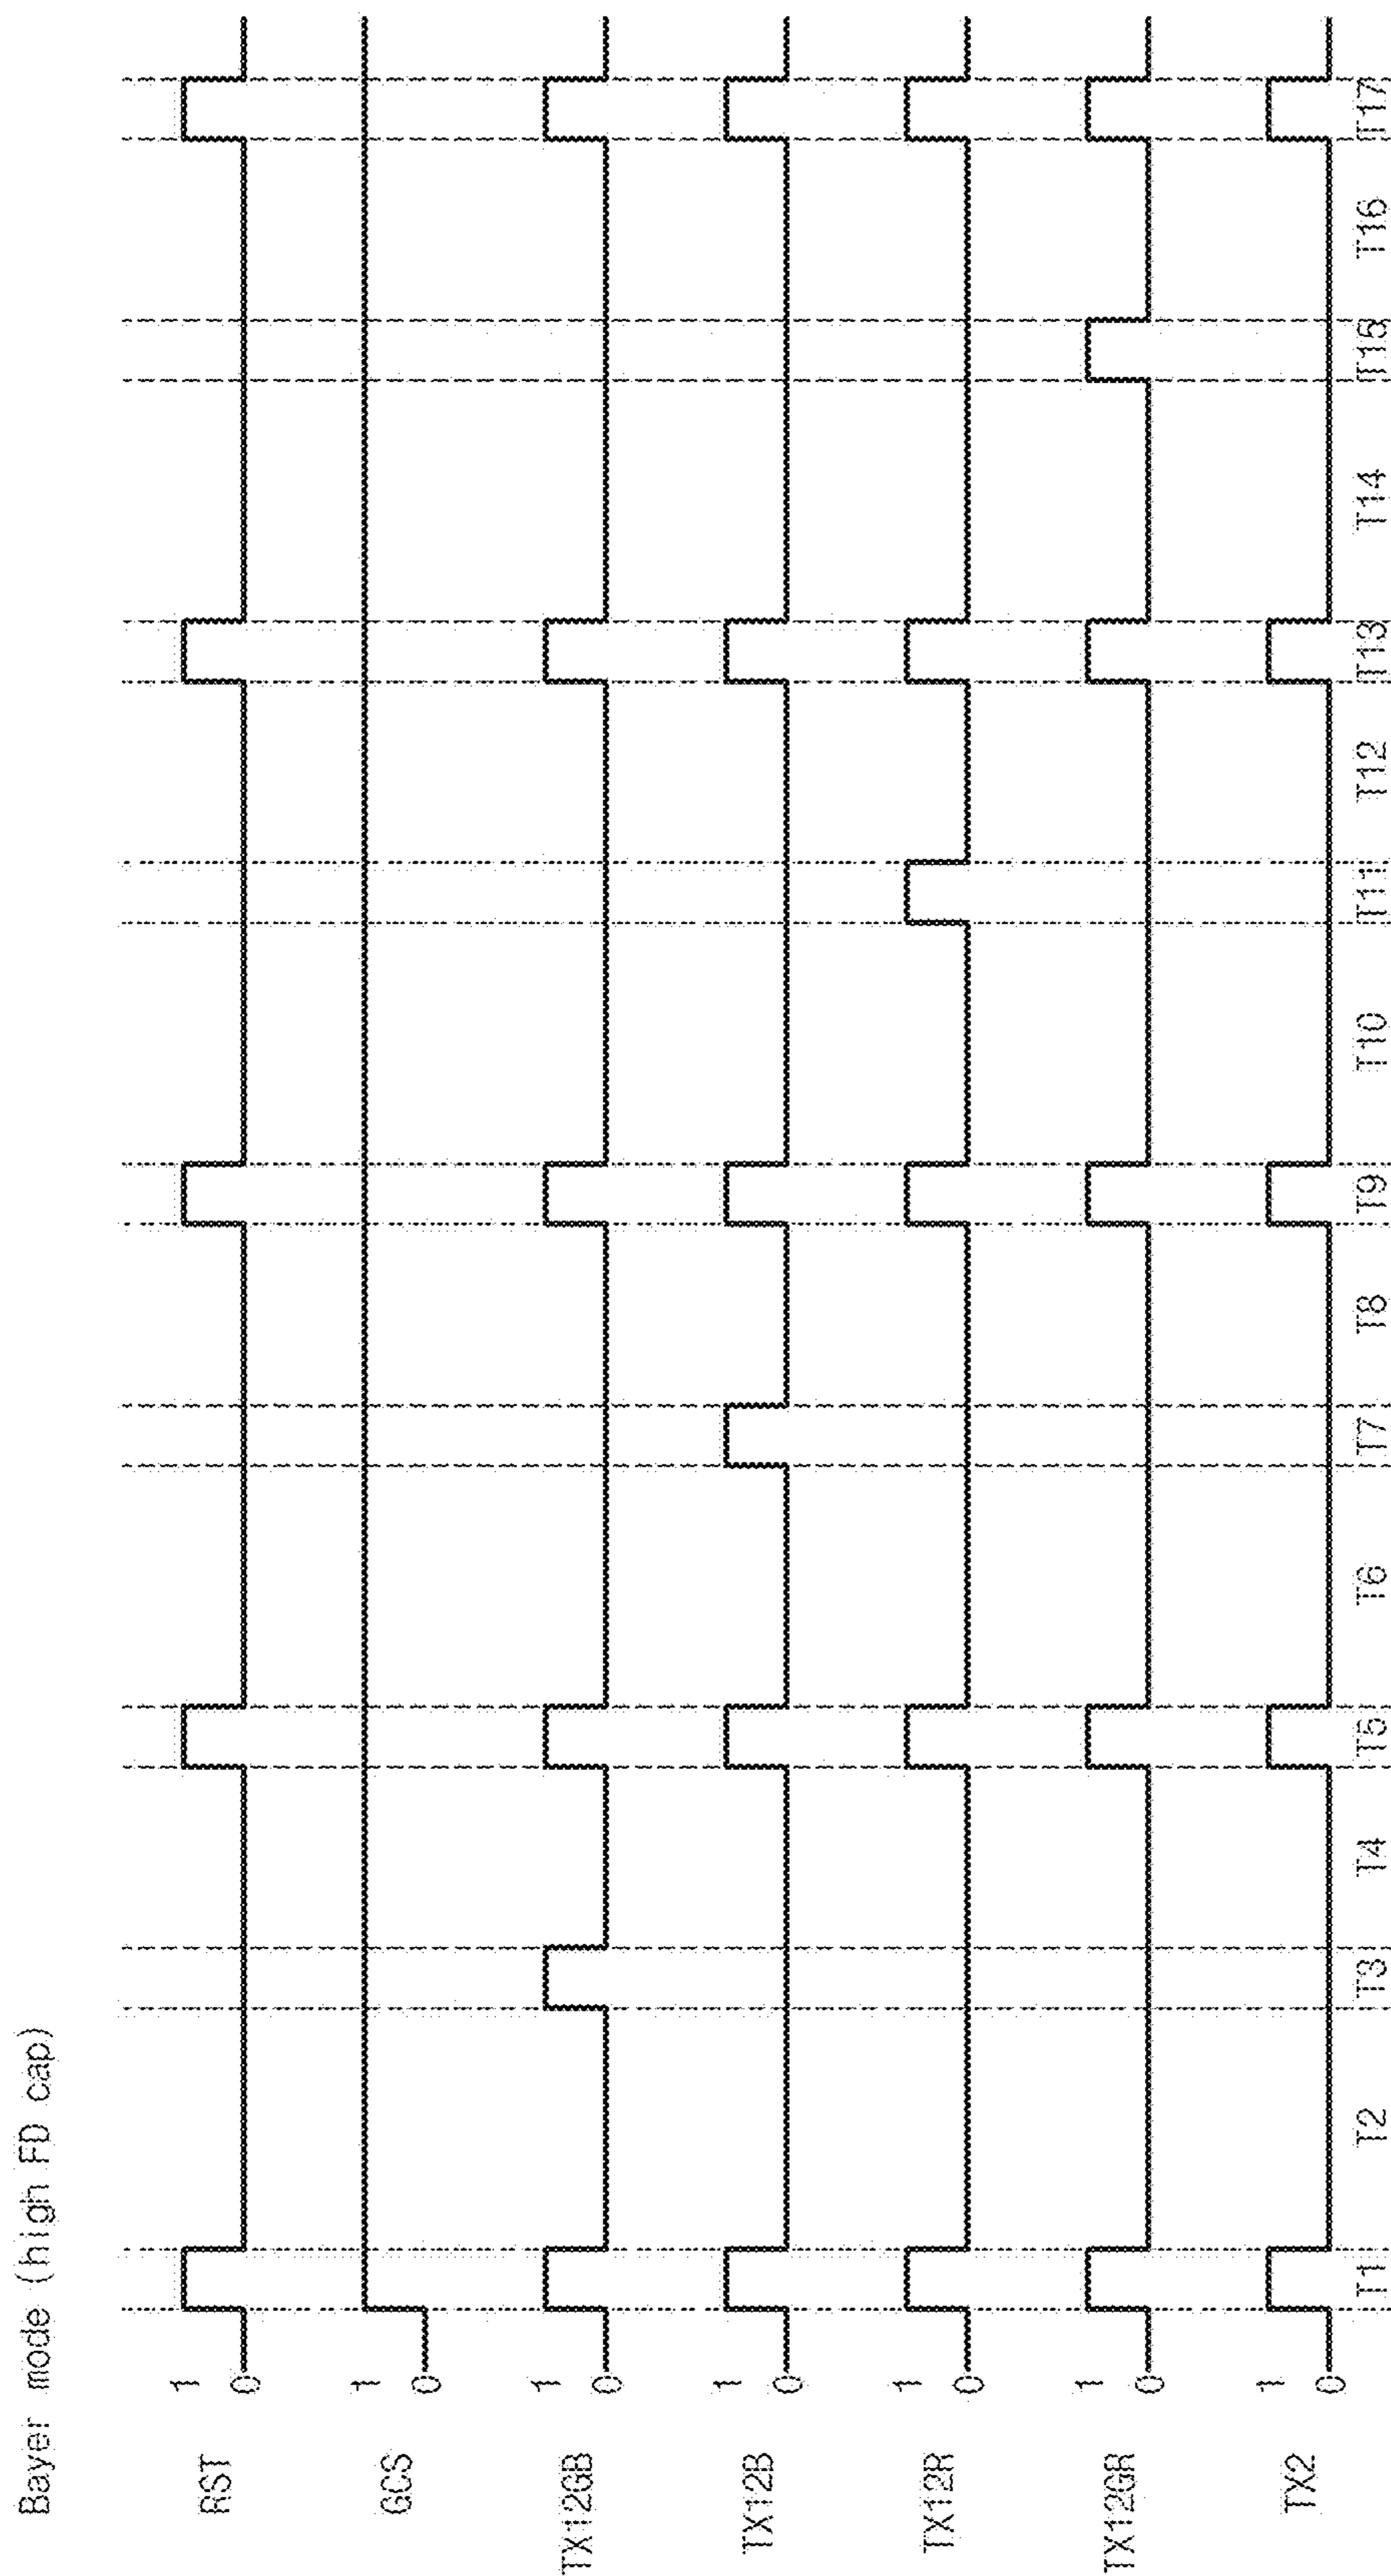 Bayer mode (high FD cap)
RST
1
0
GCS
1
0
TX12GB
1
0
TX12B
1
0
TX12R
1
0
TX12GR
1
0
TX2
1
0
T1 T2 T3 T4 T5 T6 T7 T8 T9 T10 T11 T12 T13 T14 T15 T16 T17